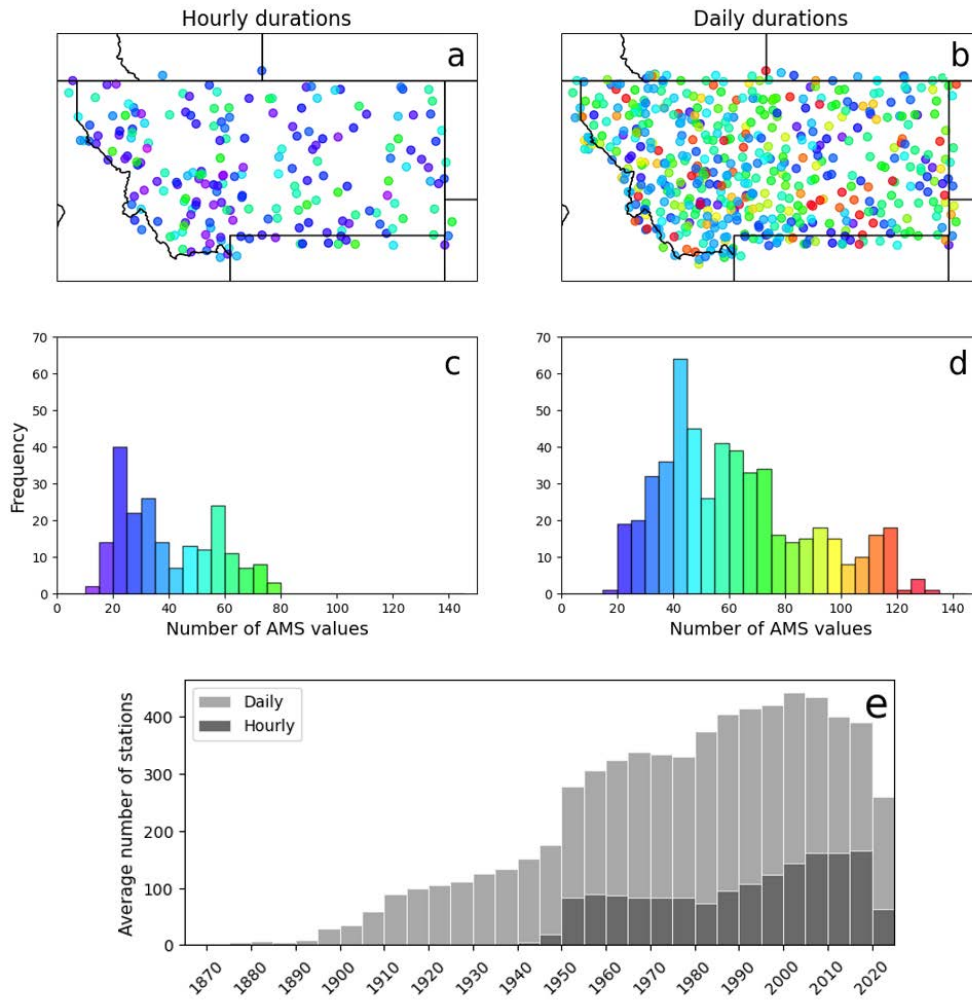 Hourly durations
Daily durations
a
b
70
60
50
40
30
20
10
0
Frequency
c
0 20 40 60 80 100 120 140
Number of AMS values
70
60
50
40
30
20
10
0
d
0 20 40 60 80 100 120 140
Number of AMS values
Average number of stations
400
300
200
100
0
Daily
Hourly
e
1870 1880 1890 1900 1910 1920 1930 1940 1950 1960 1970 1980 1990 2000 2010 2020